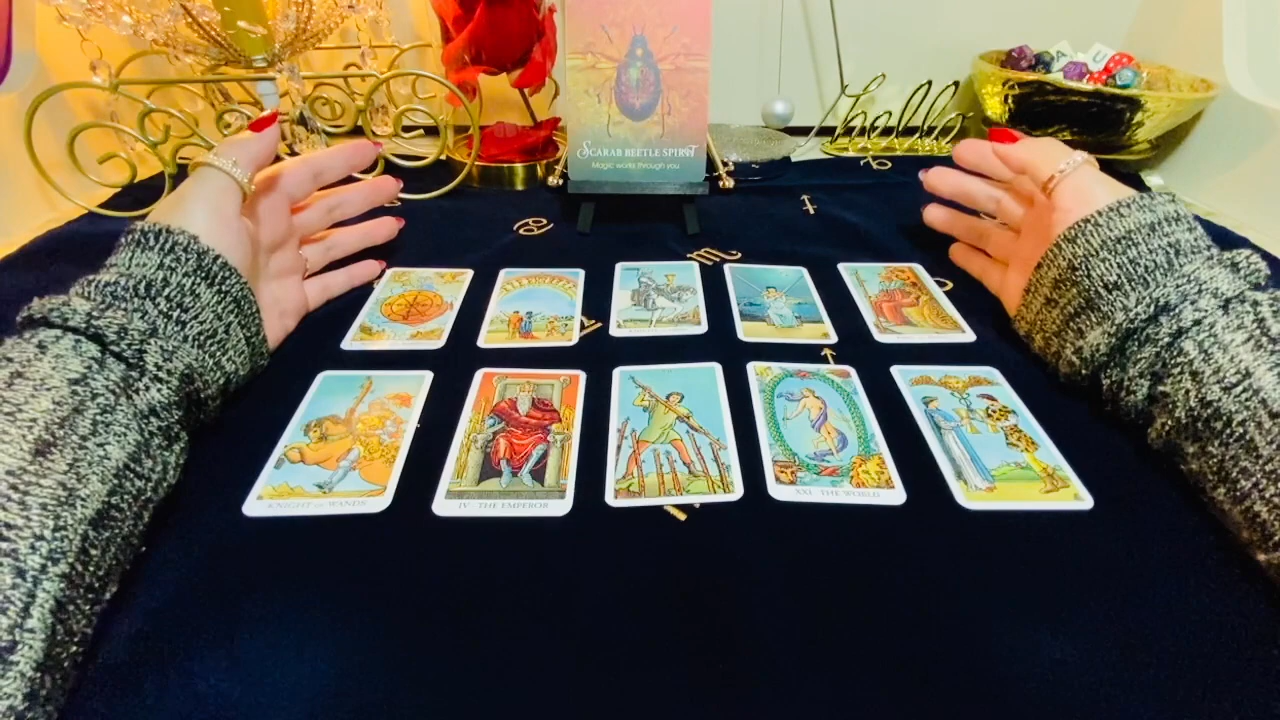 SCARAB BEETLE SPIRIT
Magic works through you
hello
A U
KNIGHT OF WANDS
IV · THE EMPEROR
XXI · THE WORLD